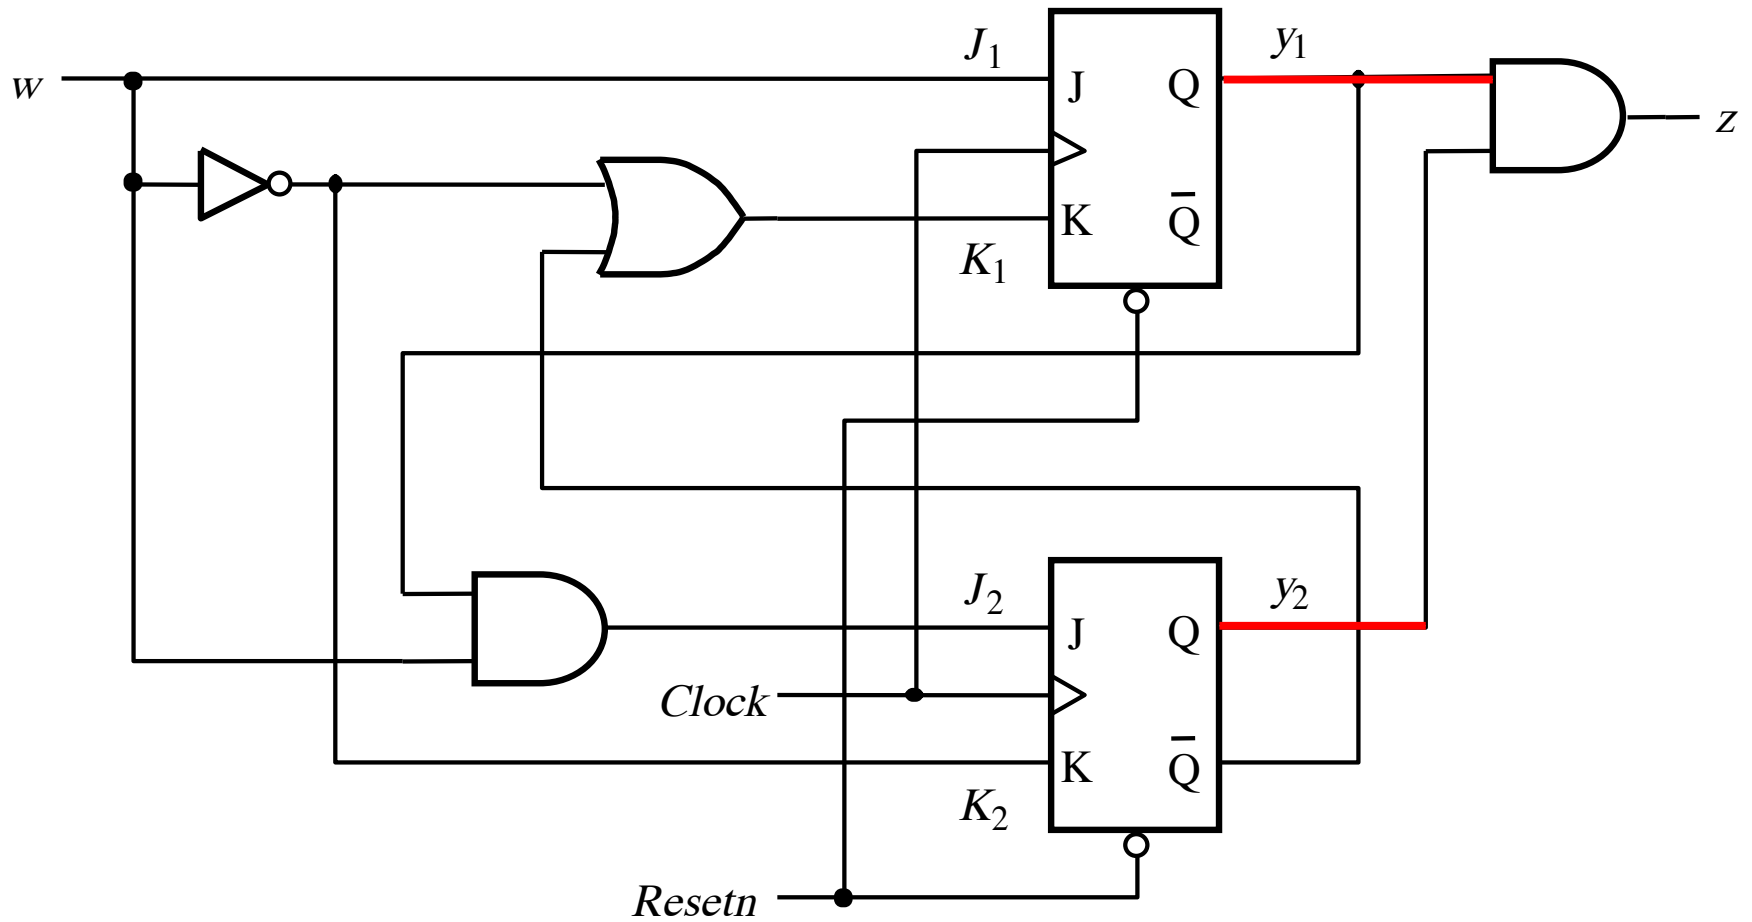 J₁ y₁
w J Q z
K Q̅
K₁
J₂ y₂
J Q
Clock
K Q̅
K₂
Resetn